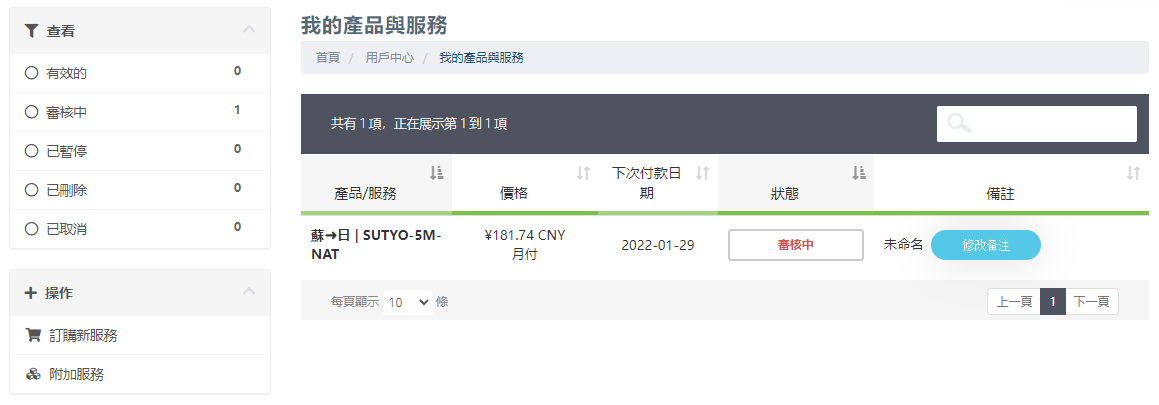 查看
有效的 0
審核中 1
已暫停 0
已刪除 0
已取消 0
操作
訂購新服務
附加服務
我的產品與服務
首頁 / 用戶中心 / 我的產品與服務
共有 1 項，正在展示第 1 到 1 項
產品/服務 價格 下次付款日期 狀態 備註
蘇➜日 | SUTYO-5M-
NAT
¥181.74 CNY
月付
2022-01-29
審核中
未命名 修改备注
每頁顯示 10 條
上一頁 1 下一頁